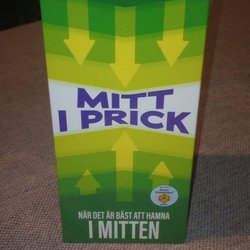 MITT
I PRICK
NÄR DET ÄR BÄST ATT HAMNA
I MITTEN